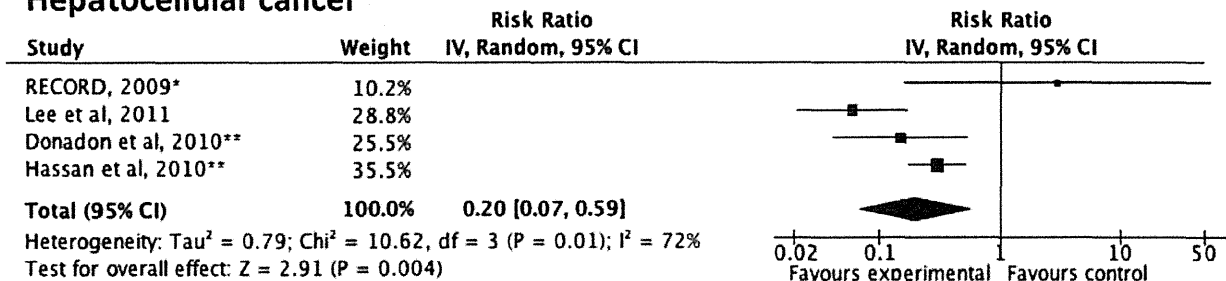 Hepatocellular cancer
Risk Ratio Risk Ratio
Study Weight IV, Random, 95% CI IV, Random, 95% CI
RECORD, 2009* 10.2%
Lee et al, 2011 28.8%
Donadon et al, 2010** 25.5%
Hassan et al, 2010** 35.5%
Total (95% CI) 100.0% 0.20 [0.07, 0.59]
Heterogeneity: Tau² = 0.79; Chi² = 10.62, df = 3 (P = 0.01); I² = 72%
Test for overall effect: Z = 2.91 (P = 0.004)
0.02 0.1 1 10 50
Favours experimental Favours control